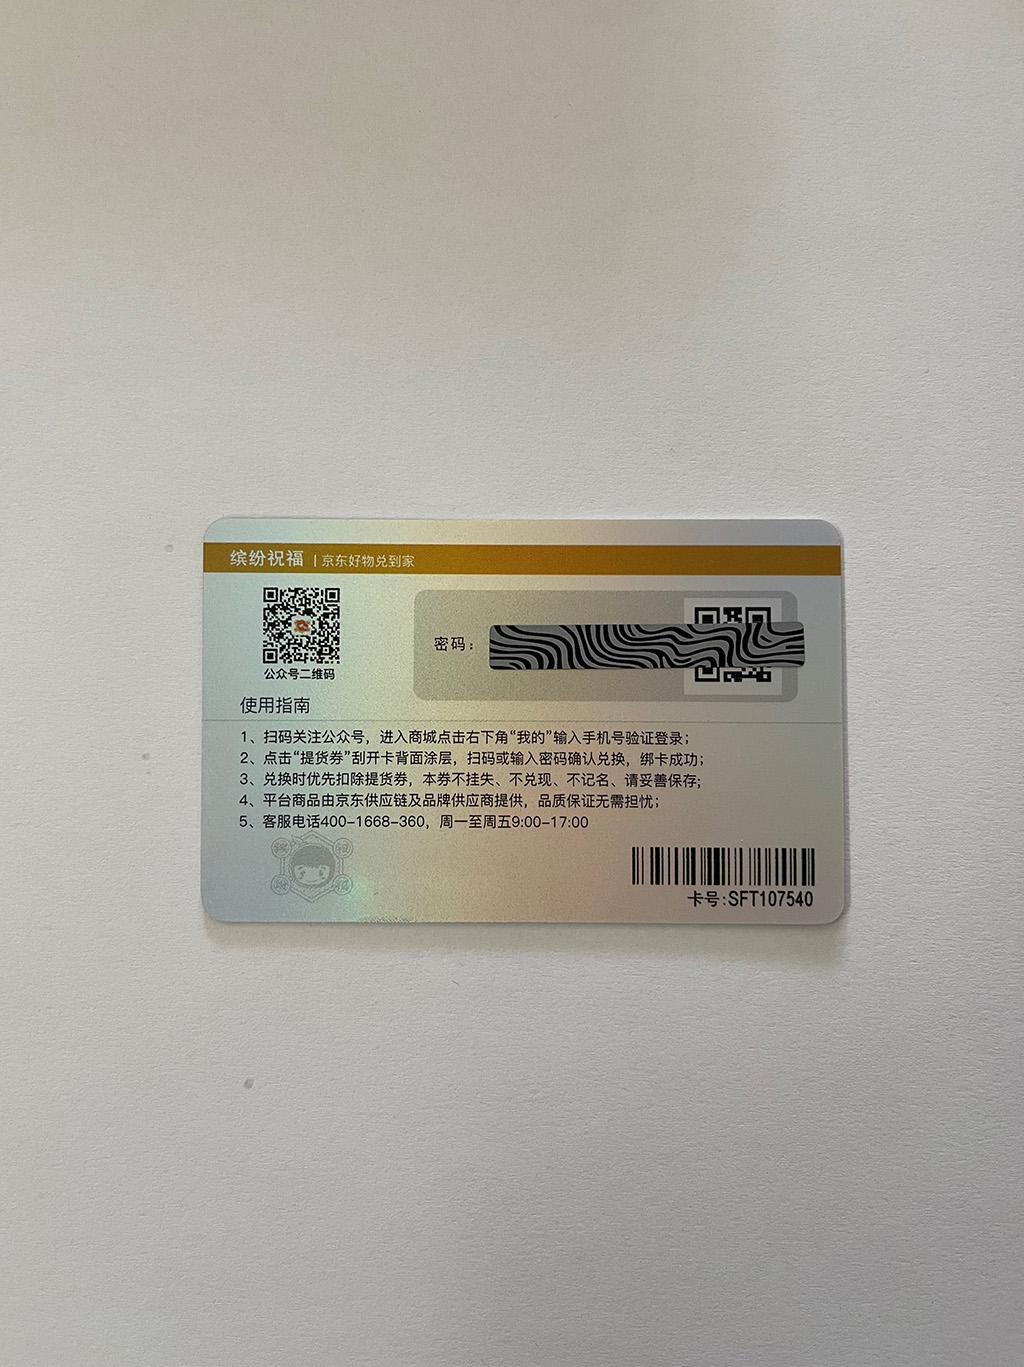 缤纷祝福 | 京东好物兑到家
密码：
公众号二维码
使用指南
1、扫码关注公众号，进入商城点击右下角“我的”输入手机号验证登录；
2、点击“提货券”刮开卡背面涂层，扫码或输入密码确认兑换，绑卡成功；
3、兑换时优先扣除提货券，本券不挂失、不兑现、不记名、请妥善保存;
4、平台商品由京东供应链及品牌供应商提供，品质保证无需担忧；
5、客服电话400-1668-360，周一至周五9:00-17:00
卡号:SFT107540